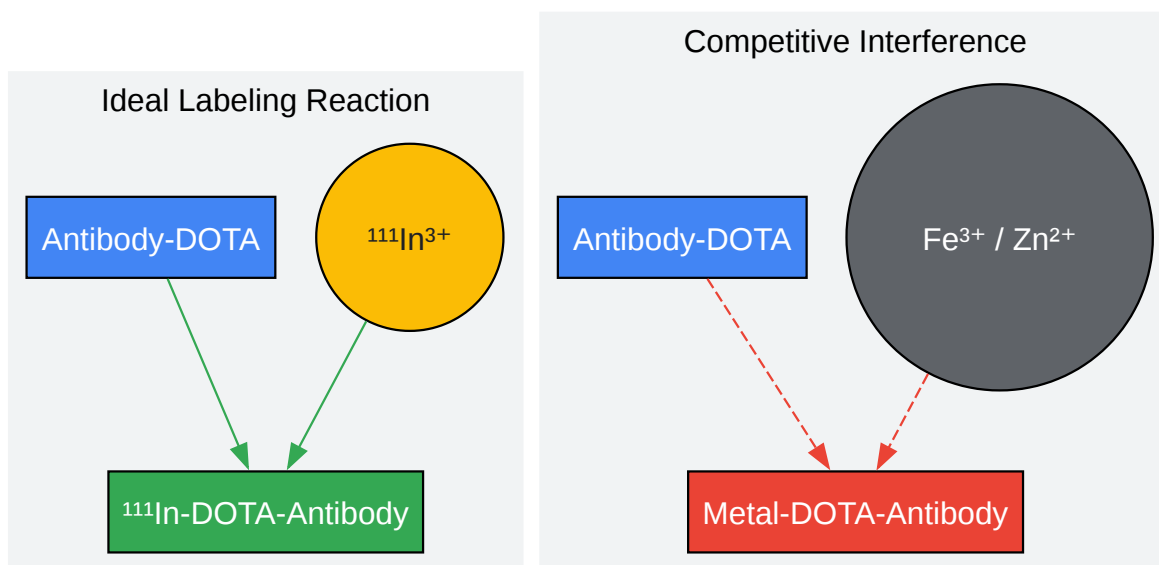 Ideal Labeling Reaction
Antibody-DOTA
¹¹¹In³⁺
¹¹¹In-DOTA-Antibody
Competitive Interference
Antibody-DOTA
Fe³⁺ / Zn²⁺
Metal-DOTA-Antibody